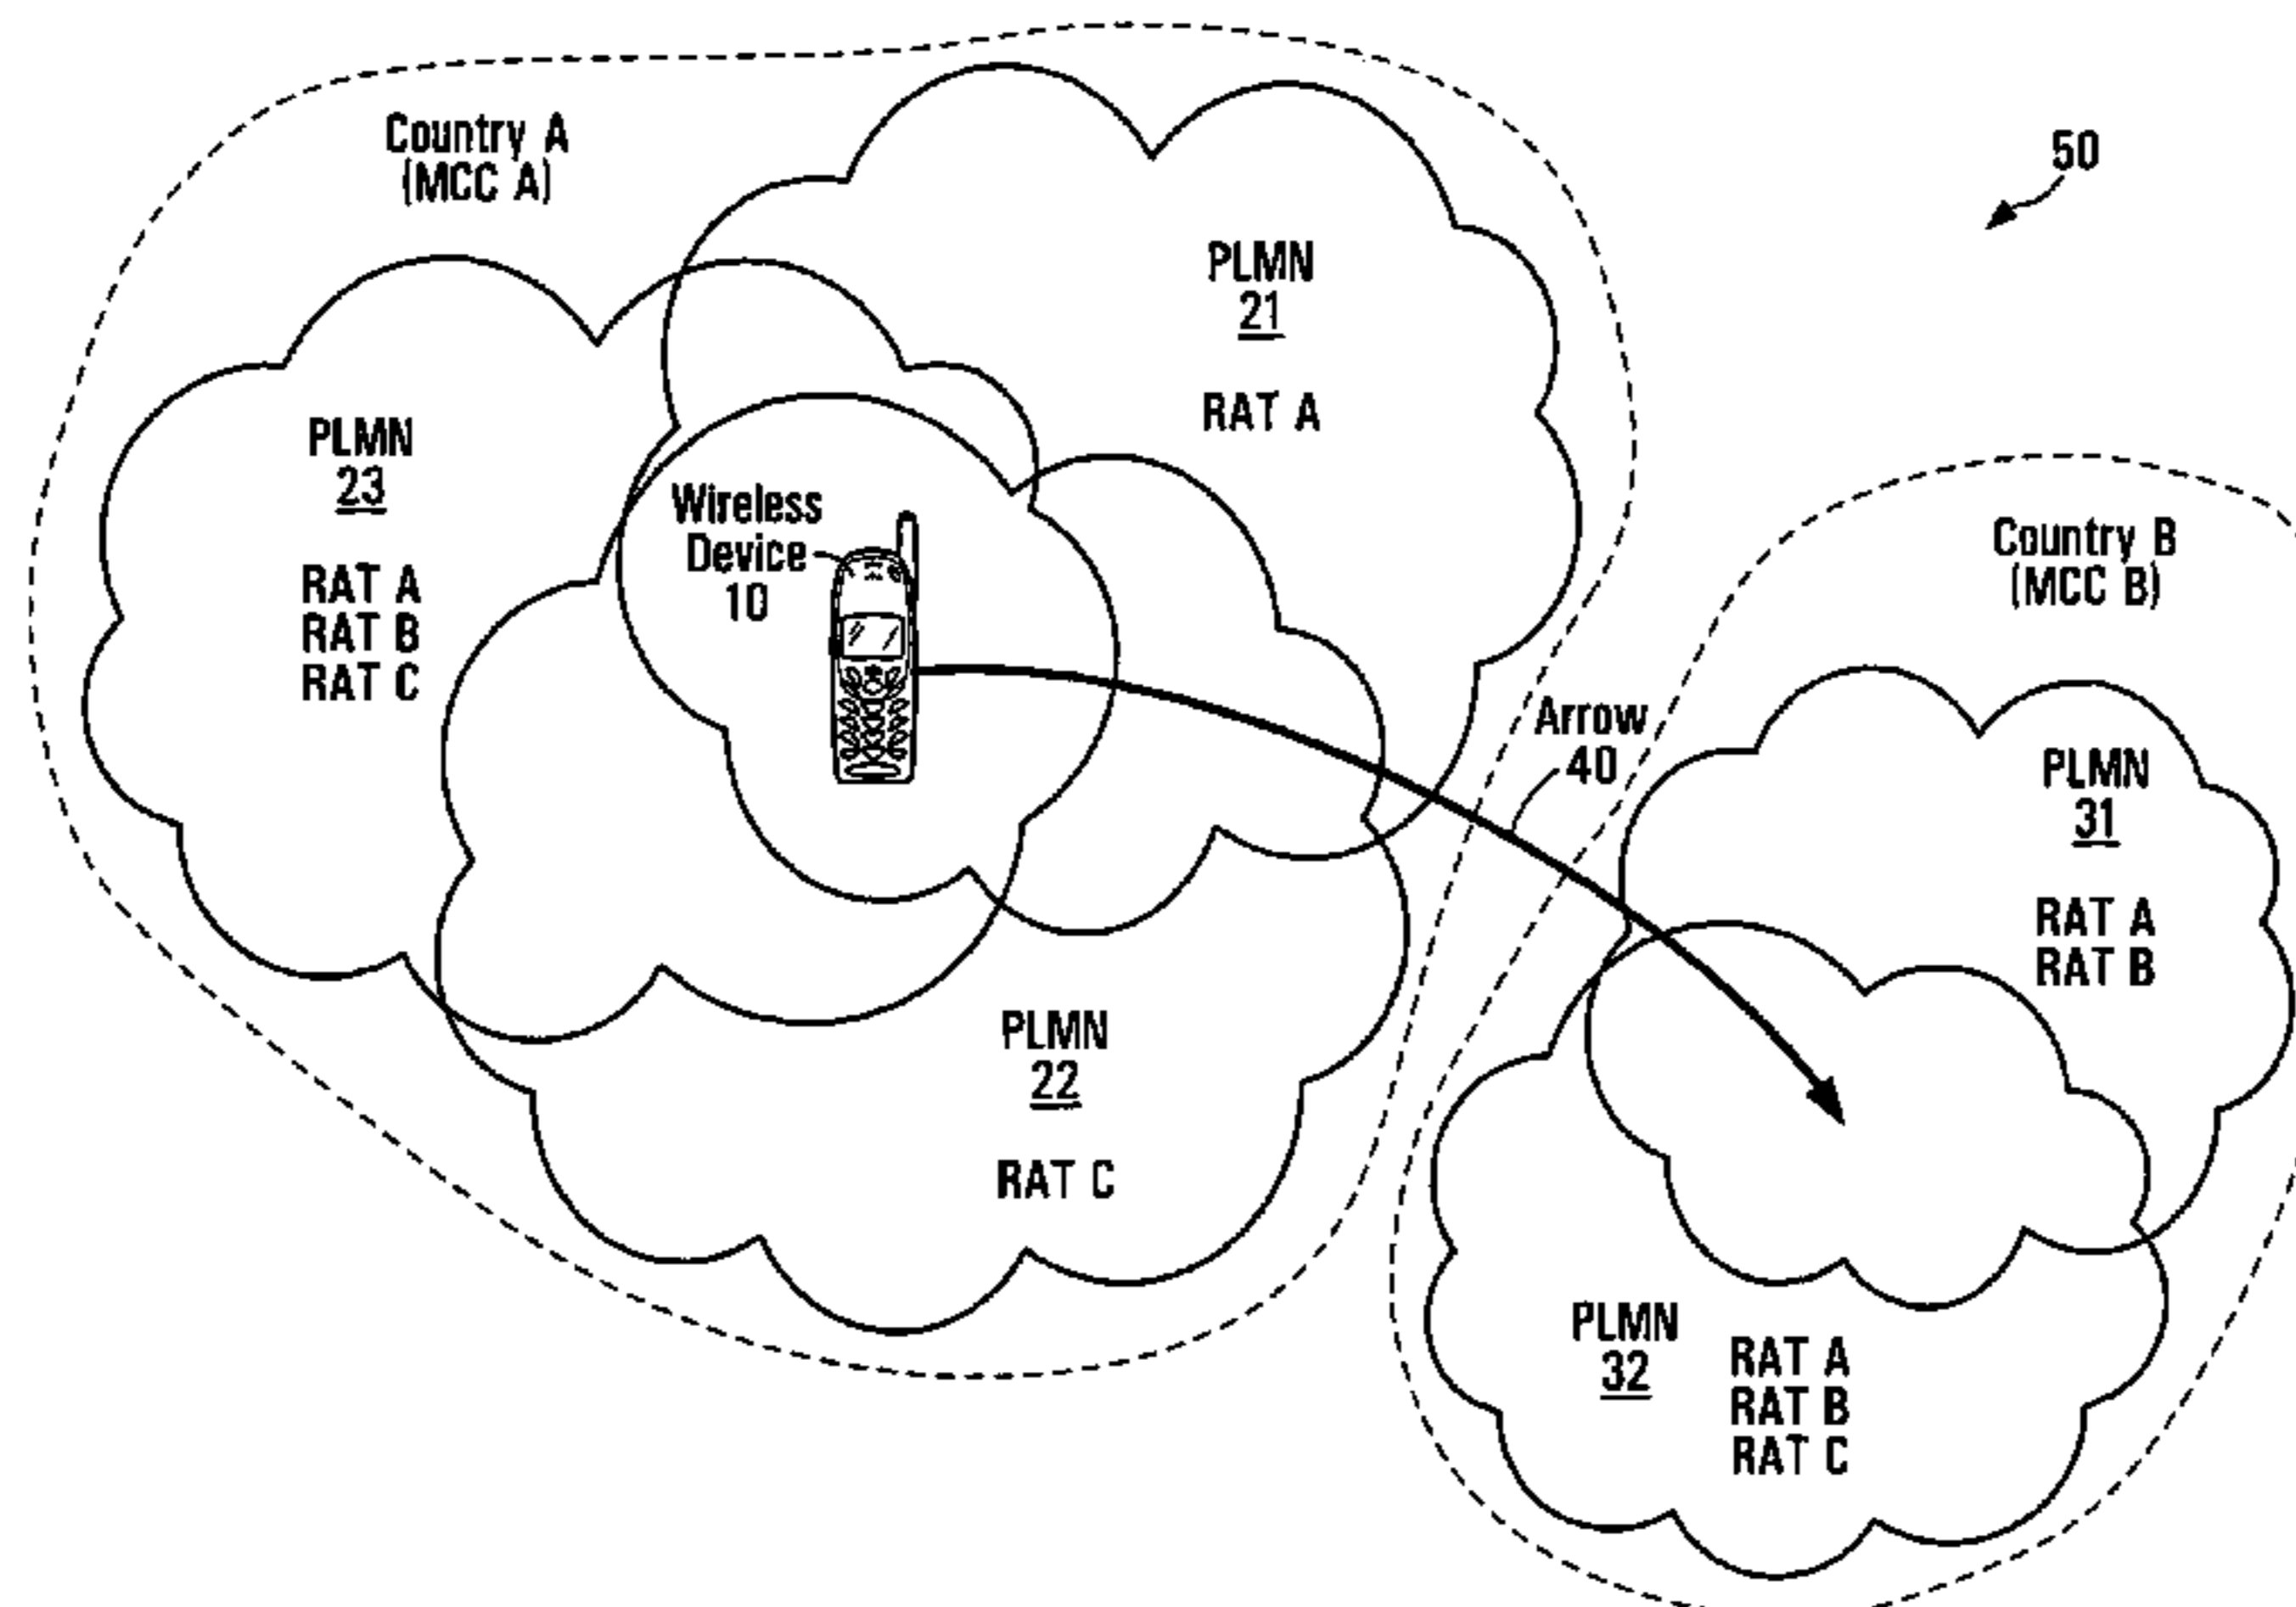 Country A
(MCC A)
50
PLMN
21
RAT A
PLMN
23
RAT A
RAT B
RAT C
Wireless
Device
10
Country B
(MCC B)
Arrow
40
PLMN
31
RAT A
RAT B
PLMN
22
RAT C
PLMN
32
RAT A
RAT B
RAT C